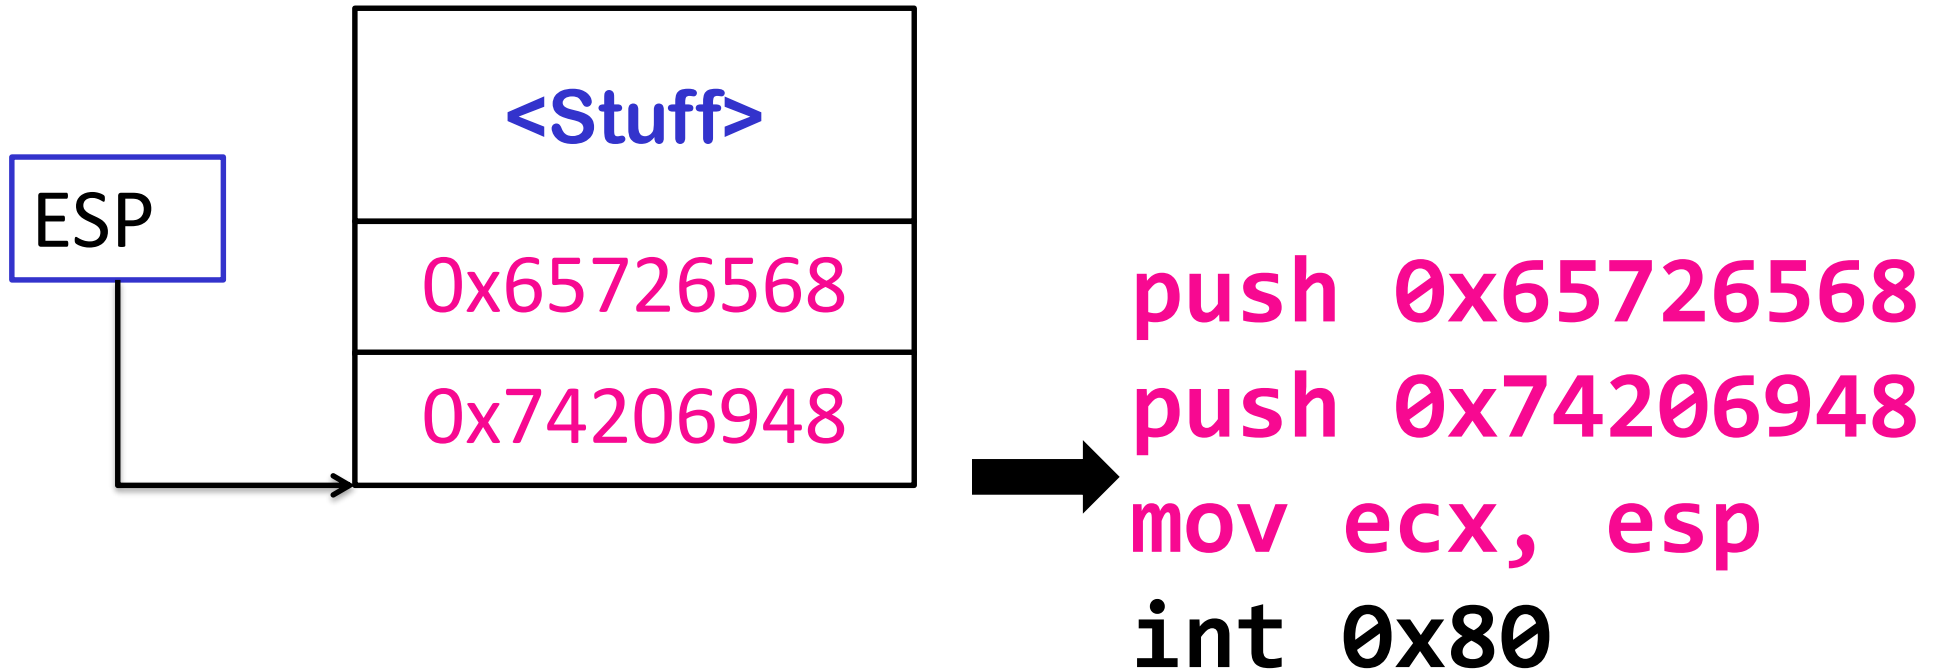 <Stuff>
ESP
0x65726568
0x74206948
push 0x65726568
push 0x74206948
mov ecx, esp
int 0x80